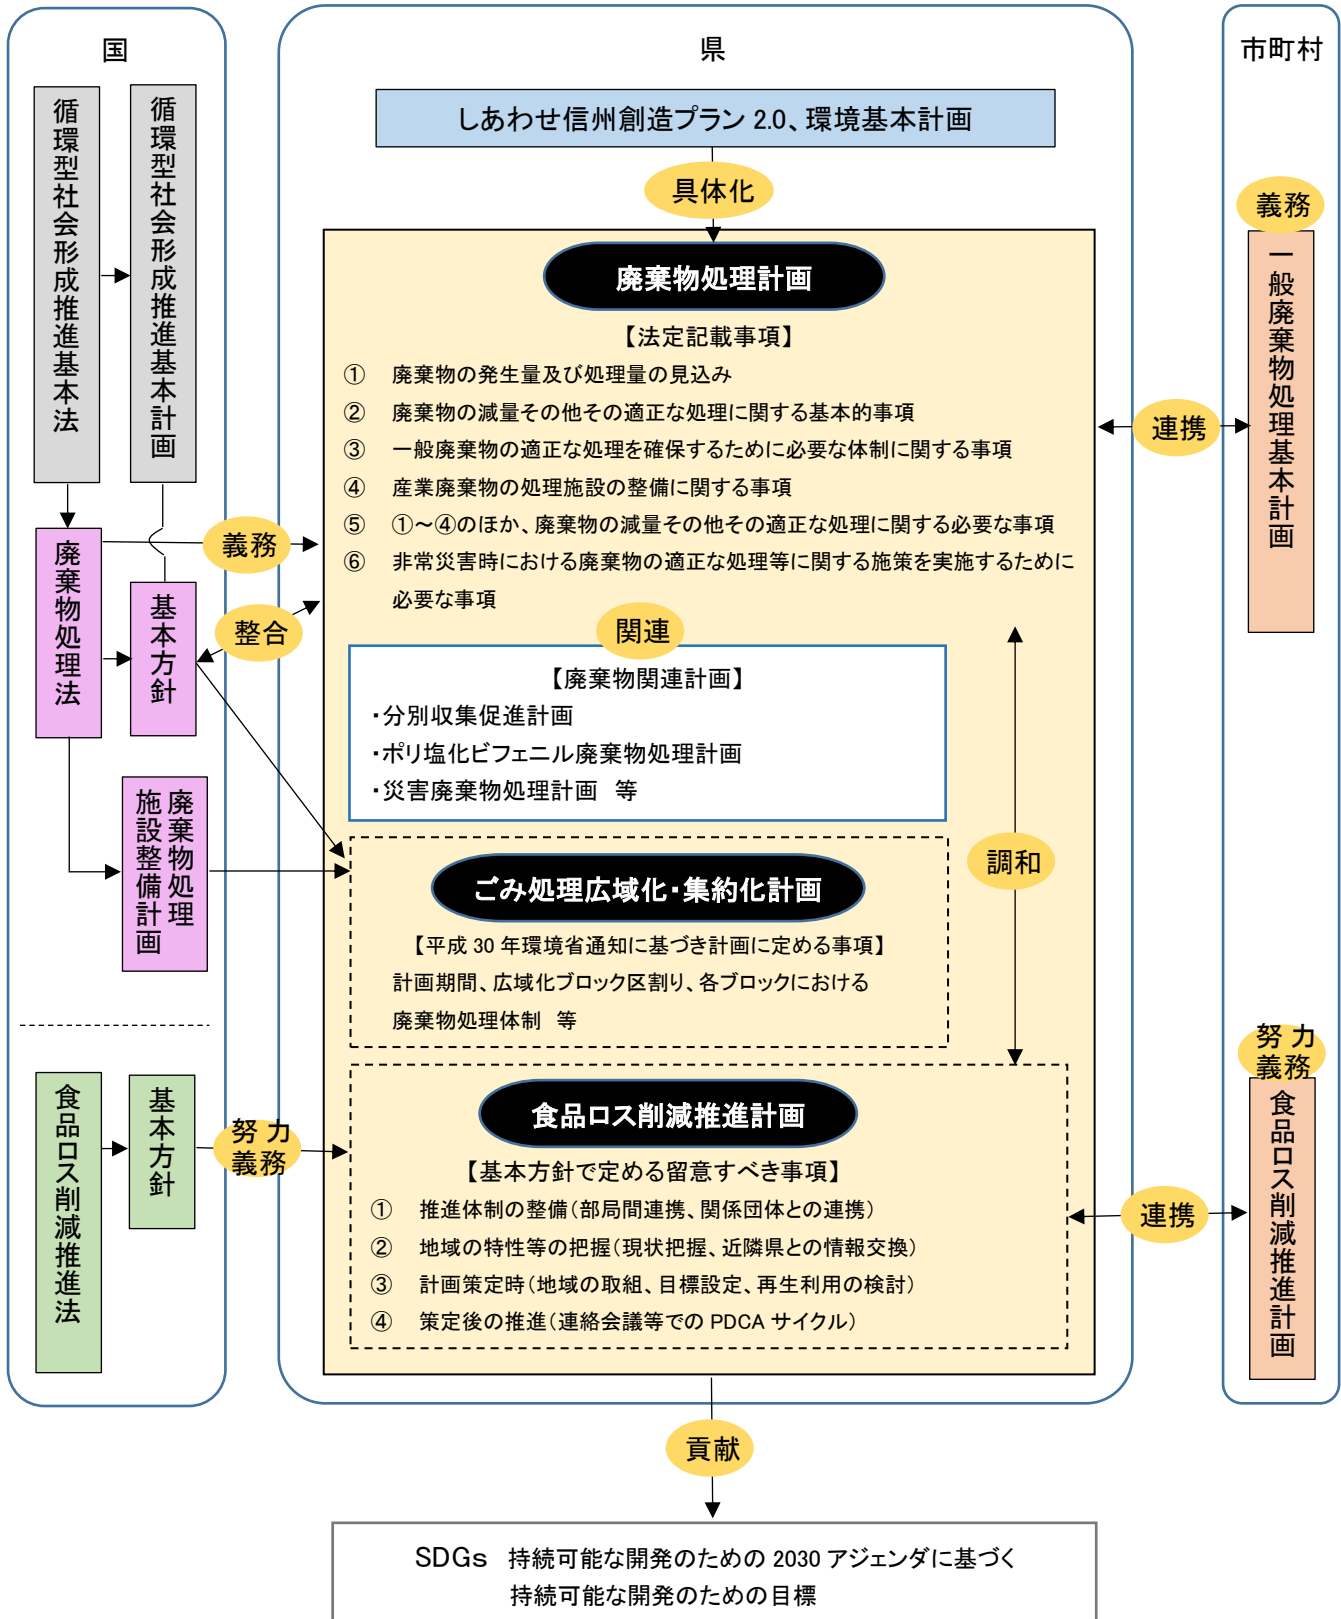 国
循環型社会形成推進基本法
循環型社会形成推進基本計画
廃棄物処理法
基本方針
廃棄物処理
施設整備計画
食品ロス削減推進法
基本方針
義務
整合
努力
義務
県
しあわせ信州創造プラン 2.0、環境基本計画
具体化
廃棄物処理計画
【法定記載事項】
① 廃棄物の発生量及び処理量の見込み
② 廃棄物の減量その他その適正な処理に関する基本的事項
③ 一般廃棄物の適正な処理を確保するために必要な体制に関する事項
④ 産業廃棄物の処理施設の整備に関する事項
⑤ ①～④のほか、廃棄物の減量その他その適正な処理に関する必要な事項
⑥ 非常災害時における廃棄物の適正な処理等に関する施策を実施するために
必要な事項
関連
【廃棄物関連計画】
・分別収集促進計画
・ポリ塩化ビフェニル廃棄物処理計画
・災害廃棄物処理計画 等
調和
ごみ処理広域化・集約化計画
【平成 30 年環境省通知に基づき計画に定める事項】
計画期間、広域化ブロック区割り、各ブロックにおける
廃棄物処理体制 等
食品ロス削減推進計画
【基本方針で定める留意すべき事項】
① 推進体制の整備（部局間連携、関係団体との連携）
② 地域の特性等の把握（現状把握、近隣県との情報交換）
③ 計画策定時（地域の取組、目標設定、再生利用の検討）
④ 策定後の推進（連絡会議等での PDCA サイクル）
連携
連携
市町村
義務
一般廃棄物処理基本計画
努力
義務
食品ロス削減推進計画
貢献
SDGs 持続可能な開発のための 2030 アジェンダに基づく
持続可能な開発のための目標